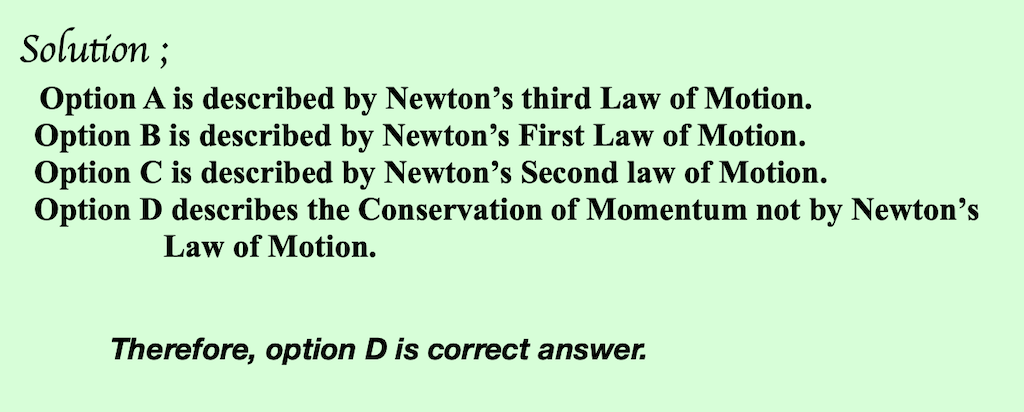 Solution ;
Option A is described by Newton’s third Law of Motion.
Option B is described by Newton’s First Law of Motion.
Option C is described by Newton’s Second law of Motion.
Option D describes the Conservation of Momentum not by Newton’s
Law of Motion.
Therefore, option D is correct answer.